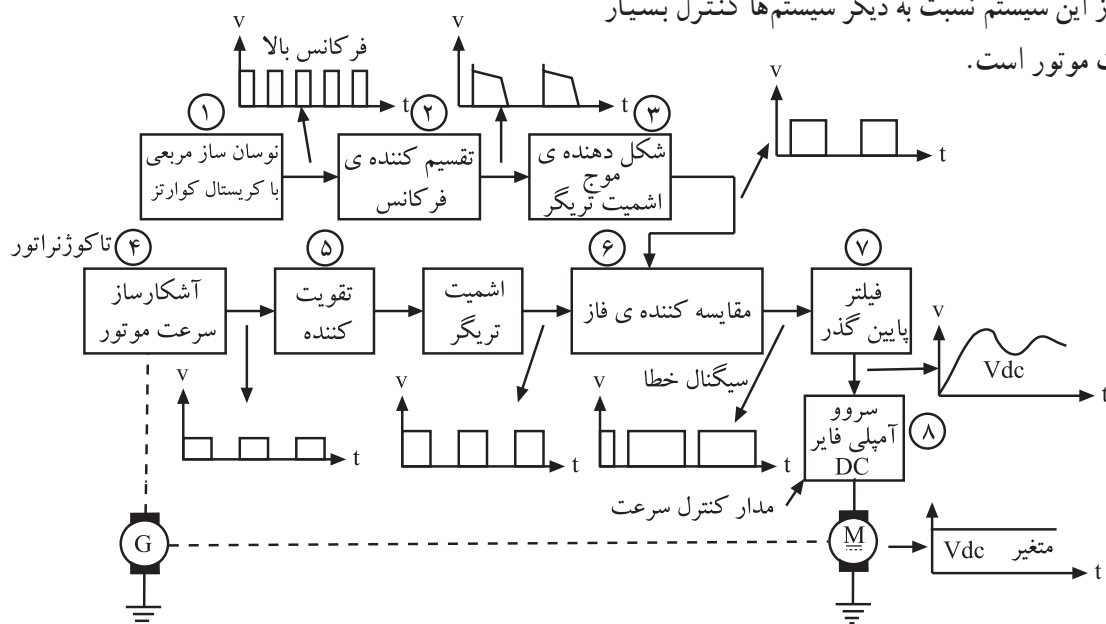 از این سیستم نسبت به دیگر سیستم‌ها کنترل بسیار
موتور است.
v
فرکانس بالا
t
v
t
v
t
۱
نوسان ساز مربعی
با کریستال کوارتز
۲
تقسیم کننده ی
فرکانس
۳
شکل دهنده ی
موج
اشمیت تریگر
تاکوژنراتور
۴
آشکارساز
سرعت موتور
۵
تقویت
کننده
اشمیت
تریگر
۶
مقایسه کننده ی فاز
۷
فیلتر
پایین گذر
v
Vdc
t
سیگنال خطا
v
t
v
t
v
t
سروو
آمپلی فایر
DC
۸
مدار کنترل سرعت
G
M
Vdc متغیر
t